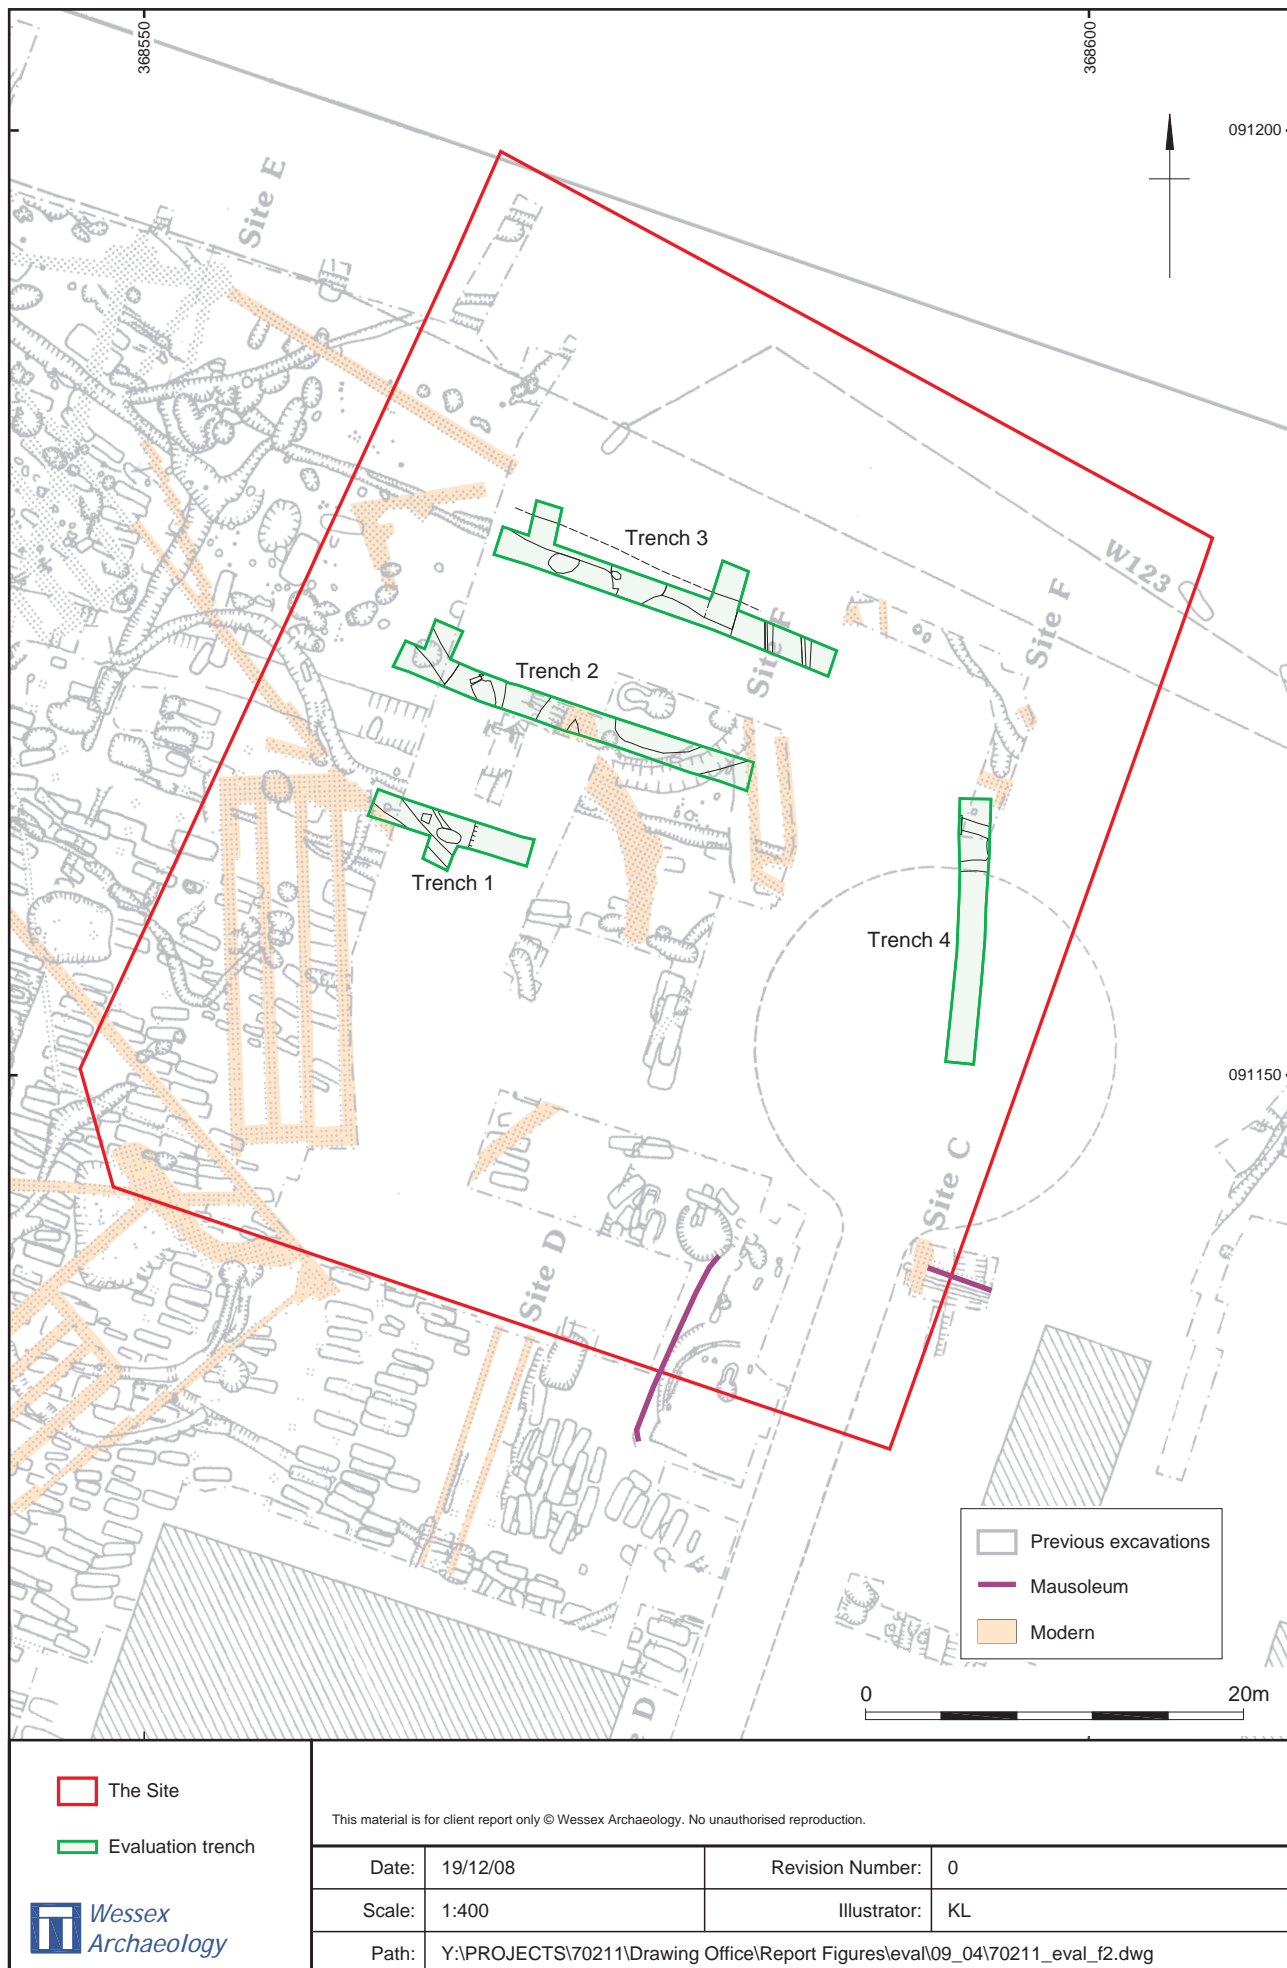 368550
368600
091200
Site E
Trench 3
W123
Site F
Site F
Trench 2
Trench 1
Trench 4
091150
Site C
Site D
Previous excavations
Mausoleum
Modern
0 20m
D
The Site
Evaluation trench
Wessex
Archaeology
This material is for client report only © Wessex Archaeology. No unauthorised reproduction.
Date: 19/12/08 Revision Number: 0
Scale: 1:400 Illustrator: KL
Path: Y:\PROJECTS\70211\Drawing Office\Report Figures\eval\09_04\70211_eval_f2.dwg